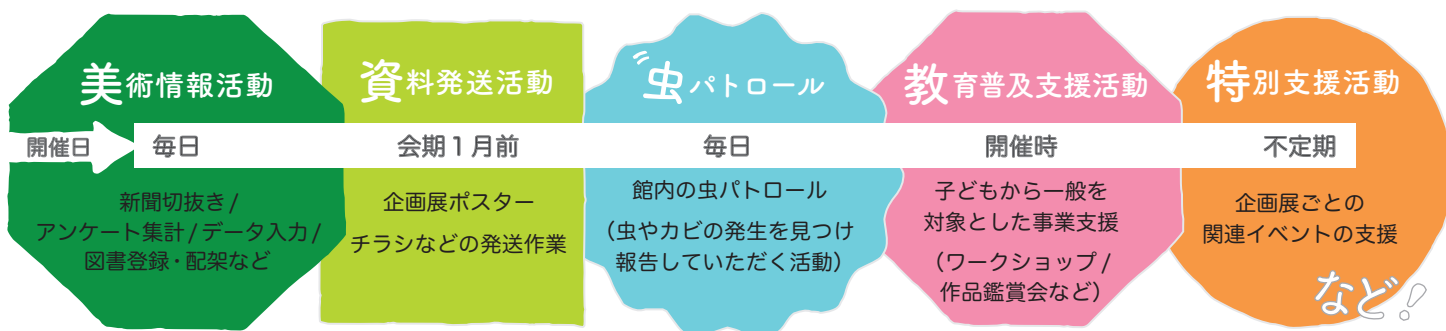 美術情報活動
資料発送活動
虫パトロール
教育普及支援活動
特別支援活動
開催日
毎日
会期1月前
毎日
開催時
不定期
新聞切抜き/
アンケート集計/データ入力/
図書登録・配架など
企画展ポスター
チラシなどの発送作業
館内の虫パトロール
(虫やカビの発生を見つけ
報告していただく活動)
子どもから一般を
対象とした事業支援
(ワークショップ/
作品鑑賞会など)
企画展ごとの
関連イベントの支援
など!